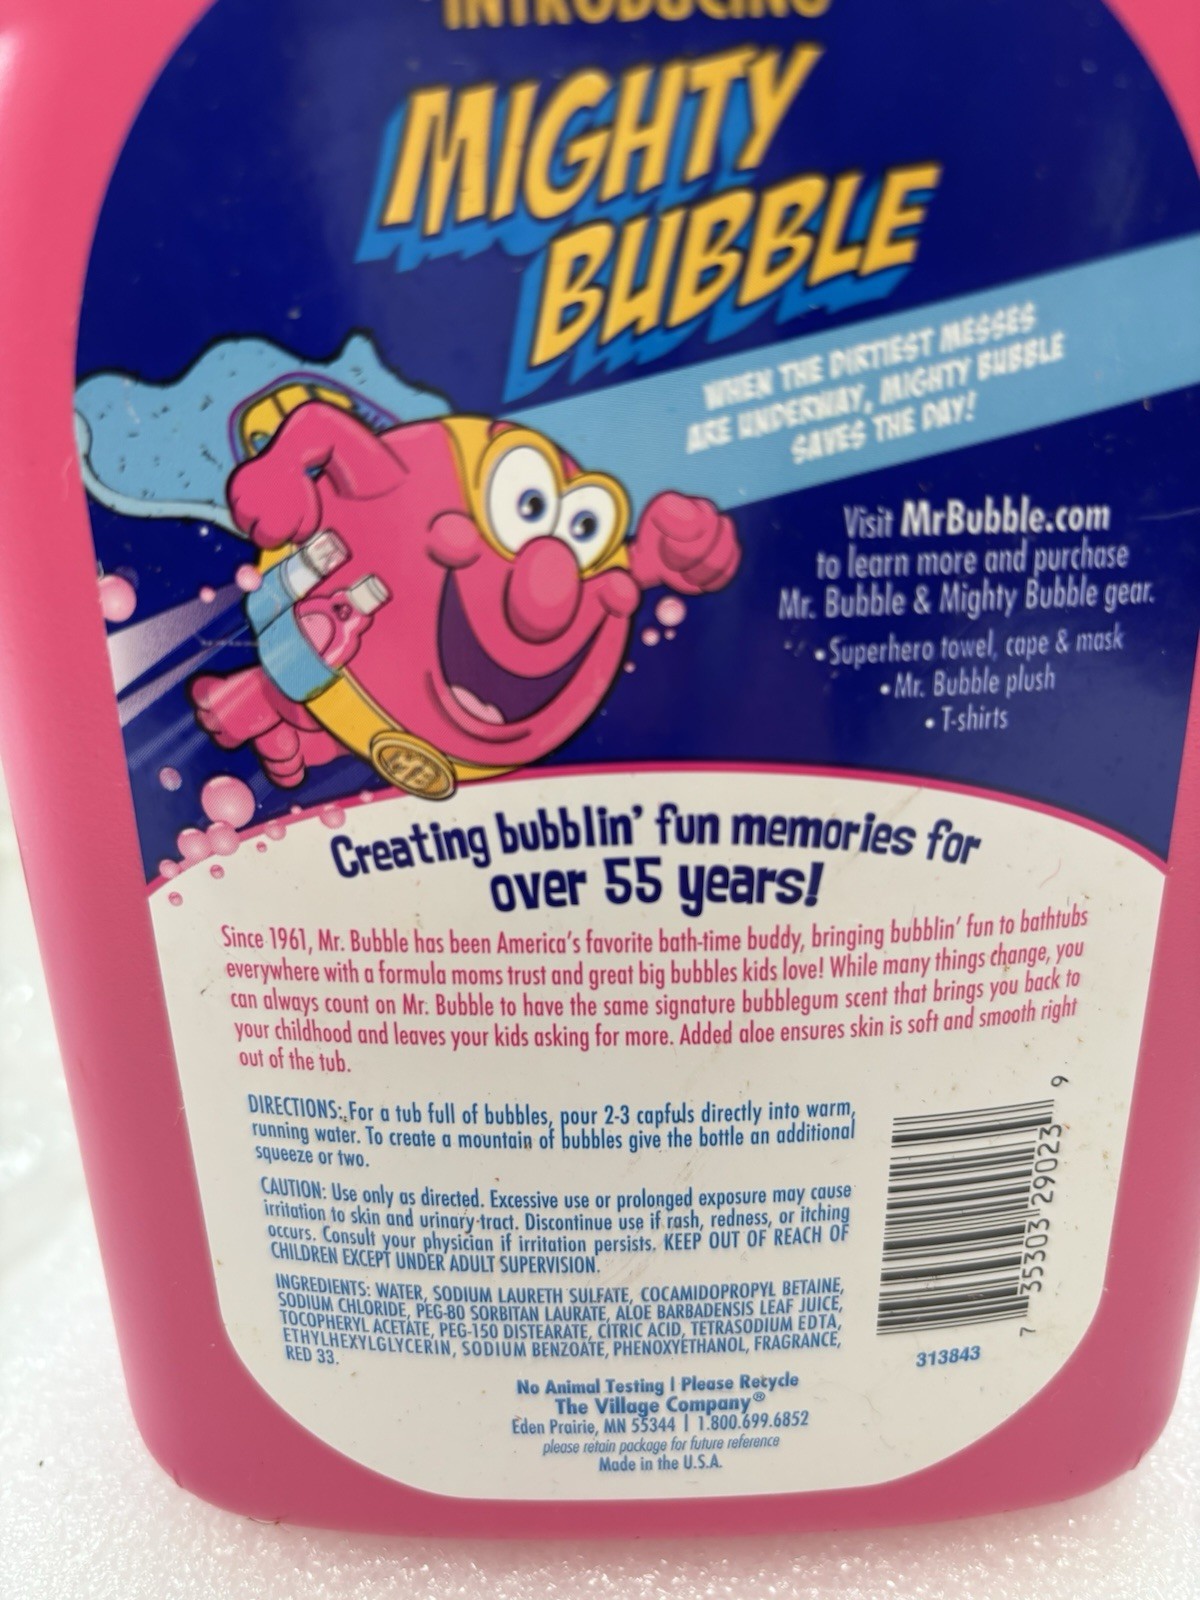 INTRODUCING
MIGHTY
BUBBLE
WHEN THE DIRTIEST MESSES
ARE UNDERWAY, MIGHTY BUBBLE
SAVES THE DAY!
Visit MrBubble.com
to learn more and purchase
Mr. Bubble & Mighty Bubble gear.
• Superhero towel, cape & mask
• Mr. Bubble plush
• T-shirts
Creating bubblin' fun memories for
over 55 years!
Since 1961, Mr. Bubble has been America's favorite bath-time buddy, bringing bubblin' fun to bathtubs
everywhere with a formula moms trust and great big bubbles kids love! While many things change, you
can always count on Mr. Bubble to have the same signature bubblegum scent that brings you back to
your childhood and leaves your kids asking for more. Added aloe ensures skin is soft and smooth right
out of the tub.
DIRECTIONS: For a tub full of bubbles, pour 2-3 capfuls directly into warm,
running water. To create a mountain of bubbles give the bottle an additional
squeeze or two.
CAUTION: Use only as directed. Excessive use or prolonged exposure may cause
irritation to skin and urinary tract. Discontinue use if rash, redness, or itching
occurs. Consult your physician if irritation persists. KEEP OUT OF REACH OF
CHILDREN EXCEPT UNDER ADULT SUPERVISION.
INGREDIENTS: WATER, SODIUM LAURETH SULFATE, COCAMIDOPROPYL BETAINE,
SODIUM CHLORIDE, PEG-80 SORBITAN LAURATE, ALOE BARBADENSIS LEAF JUICE,
TOCOPHERYL ACETATE, PEG-150 DISTEARATE, CITRIC ACID, TETRASODIUM EDTA,
ETHYLHEXYLGLYCERIN, SODIUM BENZOATE, PHENOXYETHANOL, FRAGRANCE,
RED 33.
7 35303 29023 9
313843
No Animal Testing | Please Recycle
The Village Company®
Eden Prairie, MN 55344 | 1.800.699.6852
please retain package for future reference
Made in the U.S.A.